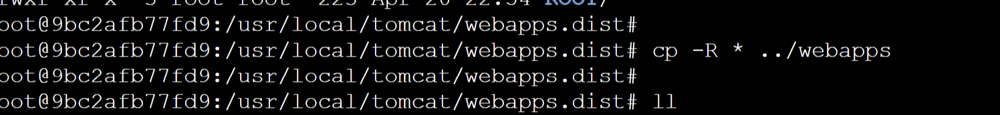 oot@9bc2afb77fd9:/usr/local/tomcat/webapps.dist#
oot@9bc2afb77fd9:/usr/local/tomcat/webapps.dist# cp -R * ../webapps
oot@9bc2afb77fd9:/usr/local/tomcat/webapps.dist#
oot@9bc2afb77fd9:/usr/local/tomcat/webapps.dist# ll